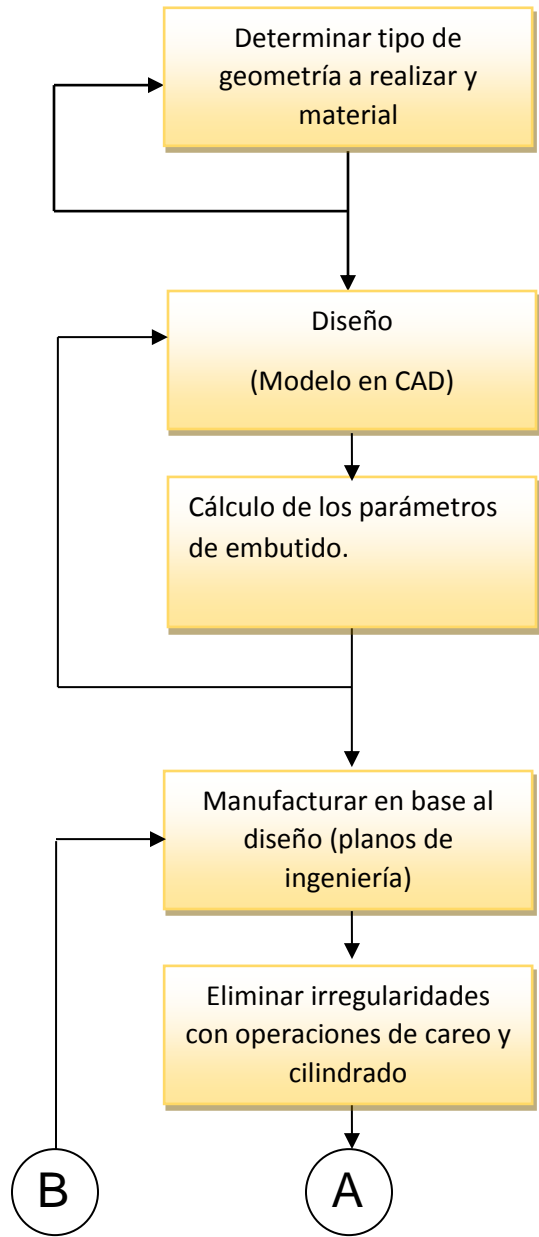 Determinar tipo de
geometría a realizar y
material
Diseño
(Modelo en CAD)
Cálculo de los parámetros
de embutido.
Manufacturar en base al
diseño (planos de
ingeniería)
Eliminar irregularidades
con operaciones de careo y
cilindrado
B
A